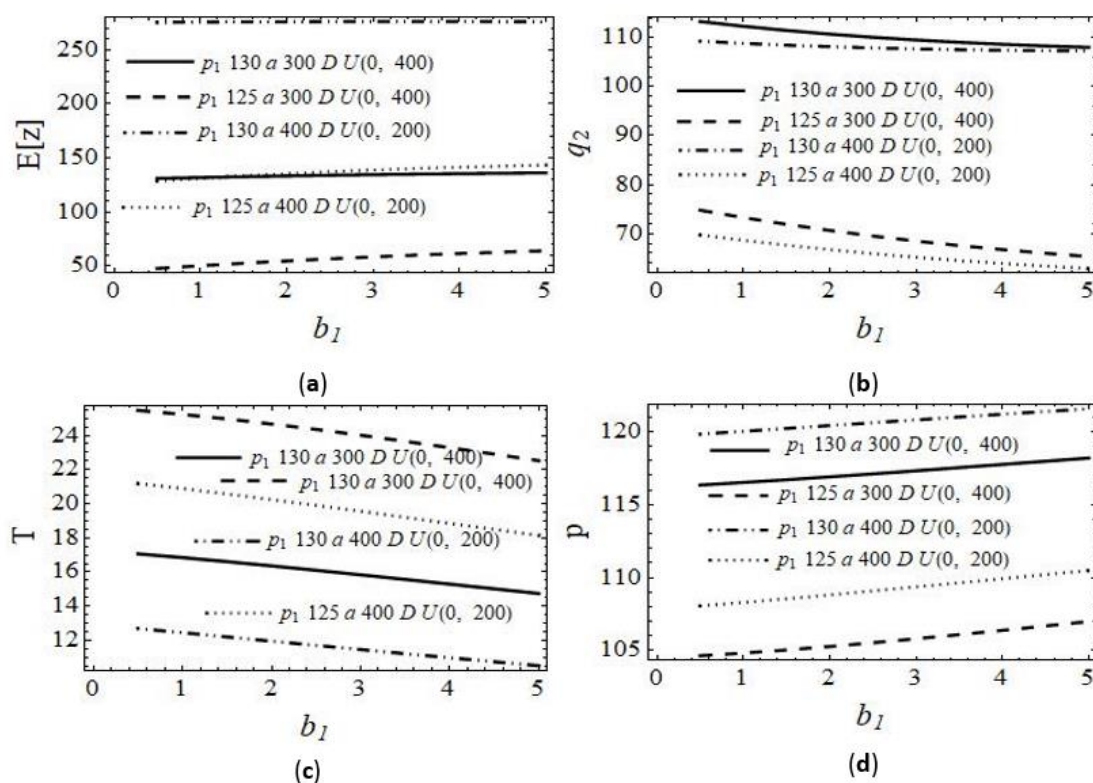 E[z]
250
200
150
100
50
p1 130 a 300 D U(0, 400)
p1 125 a 300 D U(0, 400)
p1 130 a 400 D U(0, 200)
p1 125 a 400 D U(0, 200)
0 1 2 3 4 5
b1
(a)
q2
110
100
90
80
70
p1 130 a 300 D U(0, 400)
p1 125 a 300 D U(0, 400)
p1 130 a 400 D U(0, 200)
p1 125 a 400 D U(0, 200)
0 1 2 3 4 5
b1
(b)
T
24
22
20
18
16
14
12
p1 130 a 300 D U(0, 400)
p1 130 a 300 D U(0, 400)
p1 130 a 400 D U(0, 200)
p1 125 a 400 D U(0, 200)
0 1 2 3 4 5
b1
(c)
p
120
115
110
105
p1 130 a 300 D U(0, 400)
p1 125 a 300 D U(0, 400)
p1 130 a 400 D U(0, 200)
p1 125 a 400 D U(0, 200)
0 1 2 3 4 5
b1
(d)